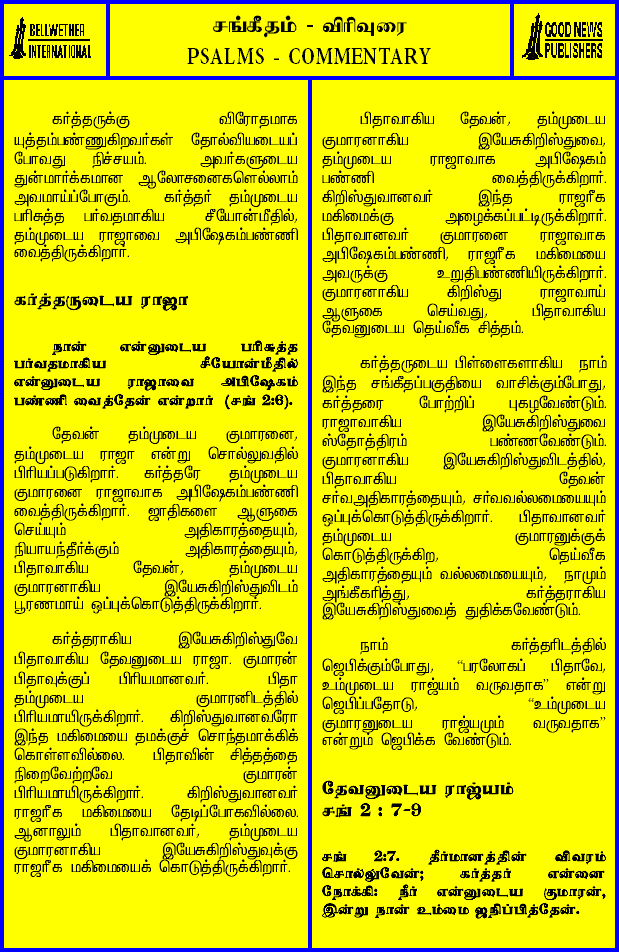 BELLWETHER
INTERNATIONAL
சங்கீதம் - விரிவுரை
PSALMS - COMMENTARY
GOOD NEWS
PUBLISHERS
கர்த்தருக்கு விரோதமாக
யுத்தம்பண்ணுகிறவர்கள் தோல்வியடையப்
போவது நிச்சயம். அவர்களுடைய
துன்மார்க்கமான ஆலோசனைகளெல்லாம்
அவமாய்ப்போகும். கர்த்தர் தம்முடைய
பரிசுத்த பர்வதமாகிய சீயோன்மீதில்,
தம்முடைய ராஜாவை அபிஷேகம்பண்ணி
வைத்திருக்கிறார்.
கர்த்தருடைய ராஜா
நான் என்னுடைய பரிசுத்த
பர்வதமாகிய சீயோன்மீதில்
என்னுடைய ராஜாவை அபிஷேகம்
பண்ணி வைத்தேன் என்றார் (சங் 2:6).
தேவன் தம்முடைய குமாரனை,
தம்முடைய ராஜா என்று சொல்லுவதில்
பிரியப்படுகிறார். கர்த்தரே தம்முடைய
குமாரனை ராஜாவாக அபிஷேகம்பண்ணி
வைத்திருக்கிறார். ஜாதிகளை ஆளுகை
செய்யும் அதிகாரத்தையும்,
நியாயந்தீர்க்கும் அதிகாரத்தையும்,
பிதாவாகிய தேவன், தம்முடைய
குமாரனாகிய இயேசுகிறிஸ்துவிடம்
பூரணமாய் ஒப்புக்கொடுத்திருக்கிறார்.
கர்த்தராகிய இயேசுகிறிஸ்துவே
பிதாவாகிய தேவனுடைய ராஜா. குமாரன்
பிதாவுக்குப் பிரியமானவர். பிதா
தம்முடைய குமாரனிடத்தில்
பிரியமாயிருக்கிறார். கிறிஸ்துவானவரோ
இந்த மகிமையை தமக்குச் சொந்தமாக்கிக்
கொள்ளவில்லை. பிதாவின் சித்தத்தை
நிறைவேற்றவே குமாரன்
பிரியமாயிருக்கிறார். கிறிஸ்துவானவர்
ராஜரீக மகிமையை தேடிப்போகவில்லை.
ஆனாலும் பிதாவானவர், தம்முடைய
குமாரனாகிய இயேசுகிறிஸ்துவுக்கு
ராஜரீக மகிமையைக் கொடுத்திருக்கிறார்.
பிதாவாகிய தேவன், தம்முடைய
குமாரனாகிய இயேசுகிறிஸ்துவை,
தம்முடைய ராஜாவாக அபிஷேகம்
பண்ணி வைத்திருக்கிறார்.
கிறிஸ்துவானவர் இந்த ராஜரீக
மகிமைக்கு அழைக்கப்பட்டிருக்கிறார்.
பிதாவானவர் குமாரனை ராஜாவாக
அபிஷேகம்பண்ணி, ராஜரீக மகிமையை
அவருக்கு உறுதிபண்ணியிருக்கிறார்.
குமாரனாகிய கிறிஸ்து ராஜாவாய்
ஆளுகை செய்வது, பிதாவாகிய
தேவனுடைய தெய்வீக சித்தம்.
கர்த்தருடைய பிள்ளைகளாகிய நாம்
இந்த சங்கீதப்பகுதியை வாசிக்கும்போது,
கர்த்தரை போற்றிப் புகழவேண்டும்.
ராஜாவாகிய இயேசுகிறிஸ்துவை
ஸ்தோத்திரம் பண்ணவேண்டும்.
குமாரனாகிய இயேசுகிறிஸ்துவிடத்தில்,
பிதாவாகிய தேவன்
சர்வஅதிகாரத்தையும், சர்வவல்லமையையும்
ஒப்புக்கொடுத்திருக்கிறார். பிதாவானவர்
தம்முடைய குமாரனுக்குக்
கொடுத்திருக்கிற, தெய்வீக
அதிகாரத்தையும் வல்லமையையும், நாமும்
அங்கீகரித்து, கர்த்தராகிய
இயேசுகிறிஸ்துவைத் துதிக்கவேண்டும்.
நாம் கர்த்தரிடத்தில்
ஜெபிக்கும்போது, “பரலோகப் பிதாவே,
உம்முடைய ராஜ்யம் வருவதாக” என்று
ஜெபிப்பதோடு, “உம்முடைய
குமாரனுடைய ராஜ்யமும் வருவதாக”
என்றும் ஜெபிக்க வேண்டும்.
தேவனுடைய ராஜ்யம்
சங் 2 : 7-9
சங் 2:7. தீர்மானத்தின் விவரம்
சொல்லுவேன்; கர்த்தர் என்னை
நோக்கி: நீர் என்னுடைய குமாரன்,
இன்று நான் உம்மை ஜநிப்பித்தேன்.